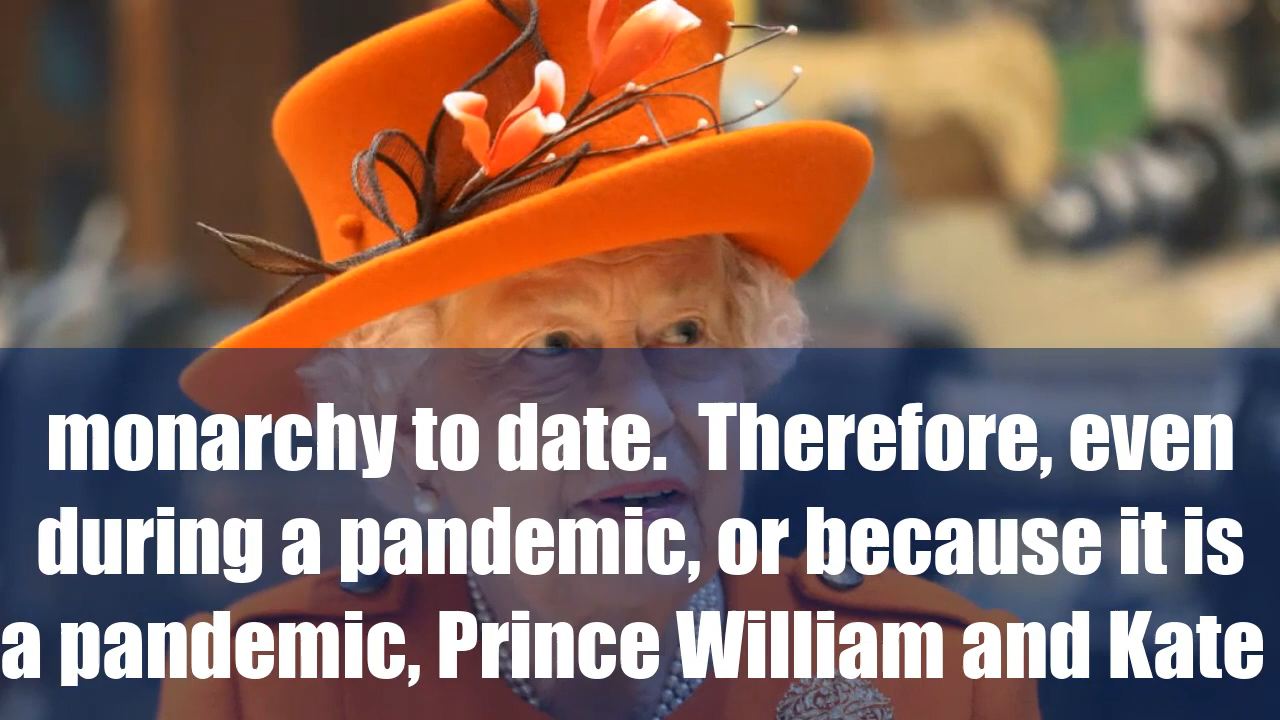 monarchy to date.  Therefore, even
during a pandemic, or because it is
a pandemic, Prince William and Kate